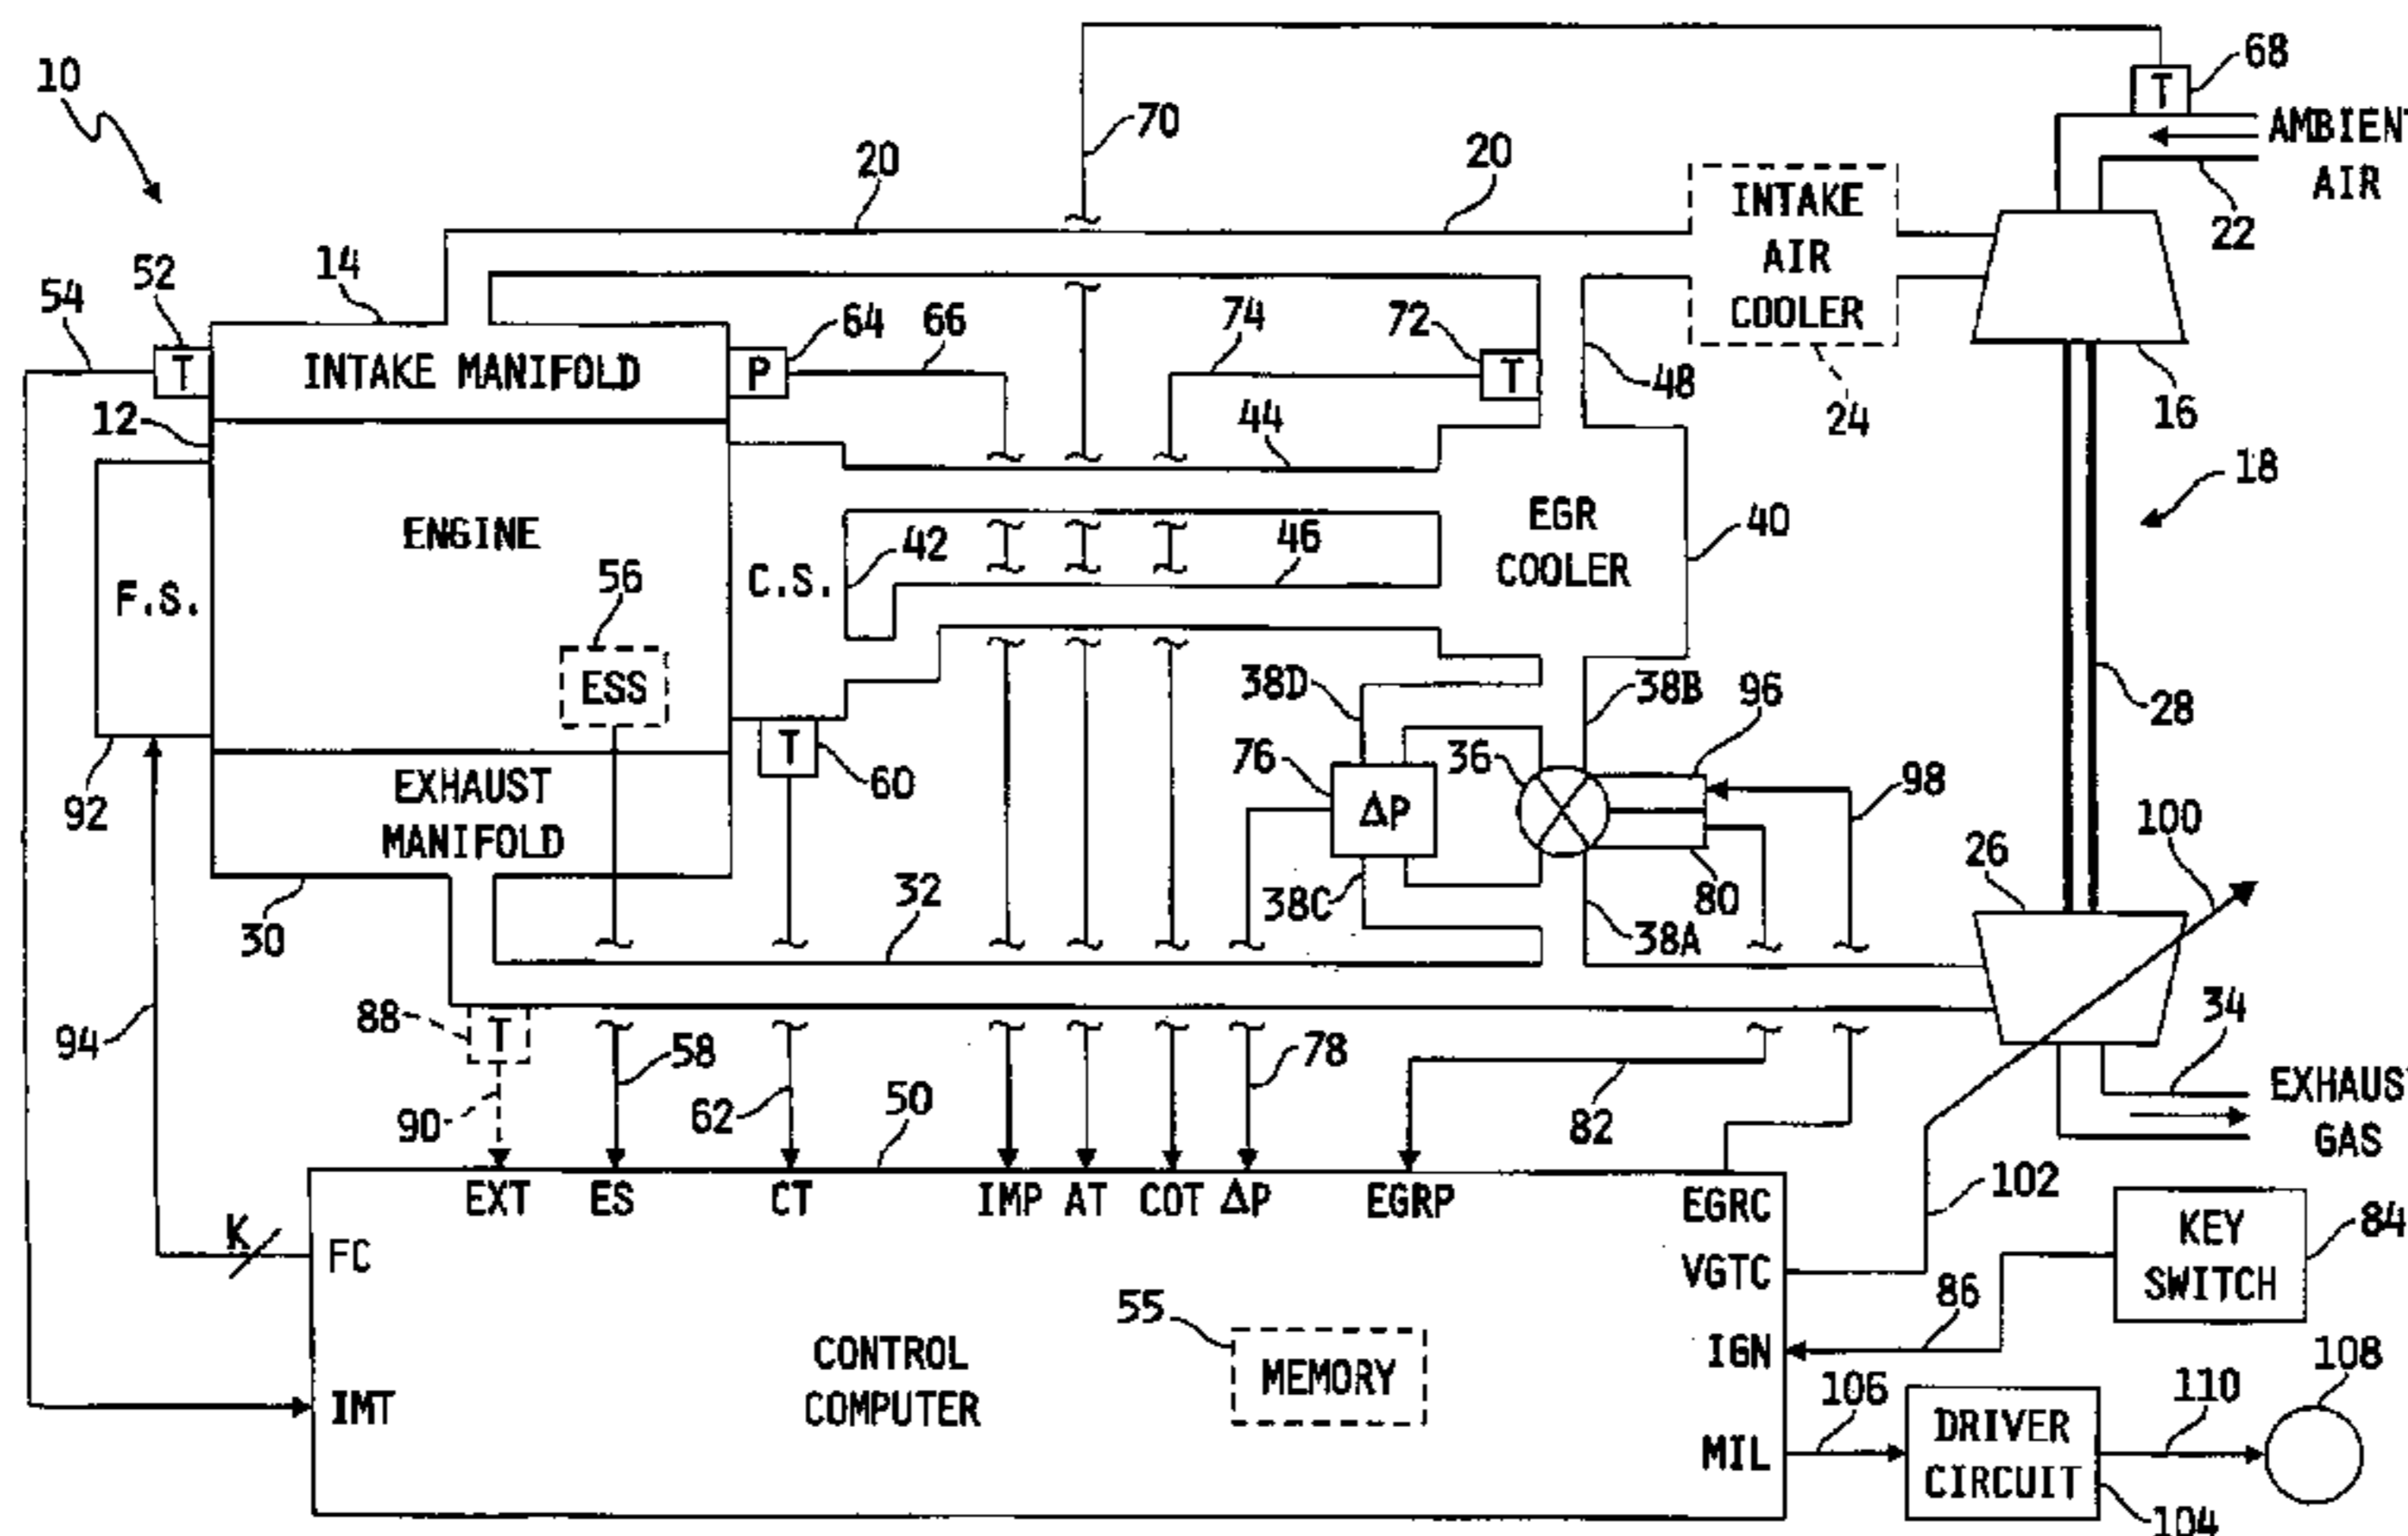 10
68
T
70
AMBIENT
AIR
20
20
INTAKE
AIR
COOLER
22
54
52
14
64
66
74
72
T
INTAKE MANIFOLD
P
T
48
24
16
12
44
18
ENGINE
42
46
EGR
COOLER
40
F.S.
C.S.
56
ESS
38D
38B
96
28
T
60
76
ΔP
36
98
100
92
EXHAUST
MANIFOLD
80
26
30
32
38C
38A
88
T
58
78
34
94
90
62
50
82
EXHAUST
GAS
EXT
ES
CT
IMP
AT
COT
ΔP
EGRP
EGRC
102
KEY
SWITCH
84
K
FC
VGTC
86
55
MEMORY
CONTROL
COMPUTER
IGN
108
IMT
106
110
MIL
DRIVER
CIRCUIT
104